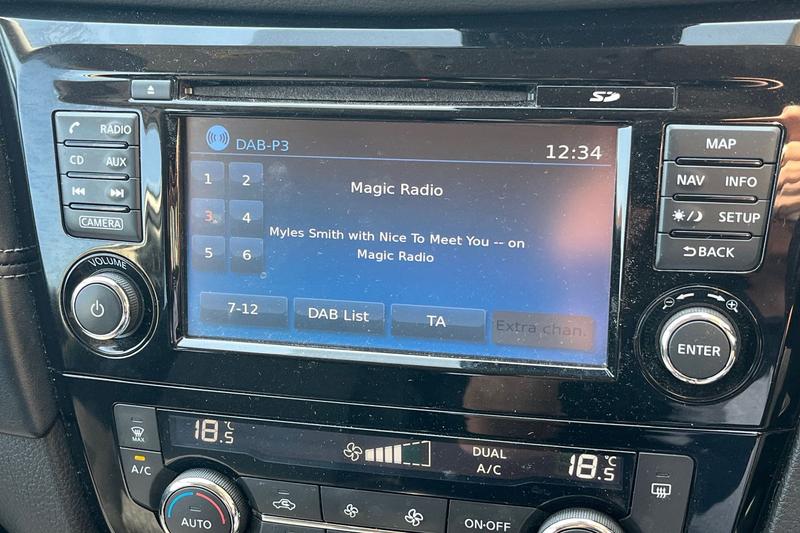 SD
RADIO
CD AUX
CAMERA
VOLUME
DAB-P3
12:34
1 2
3 4
5 6
Magic Radio
Myles Smith with Nice To Meet You -- on
Magic Radio
7-12
DAB List
TA
Extra chan.
MAP
NAV INFO
SETUP
BACK
ENTER
MAX
A/C
18.5°C
DUAL
A/C
18.5°C
AUTO
ON·OFF